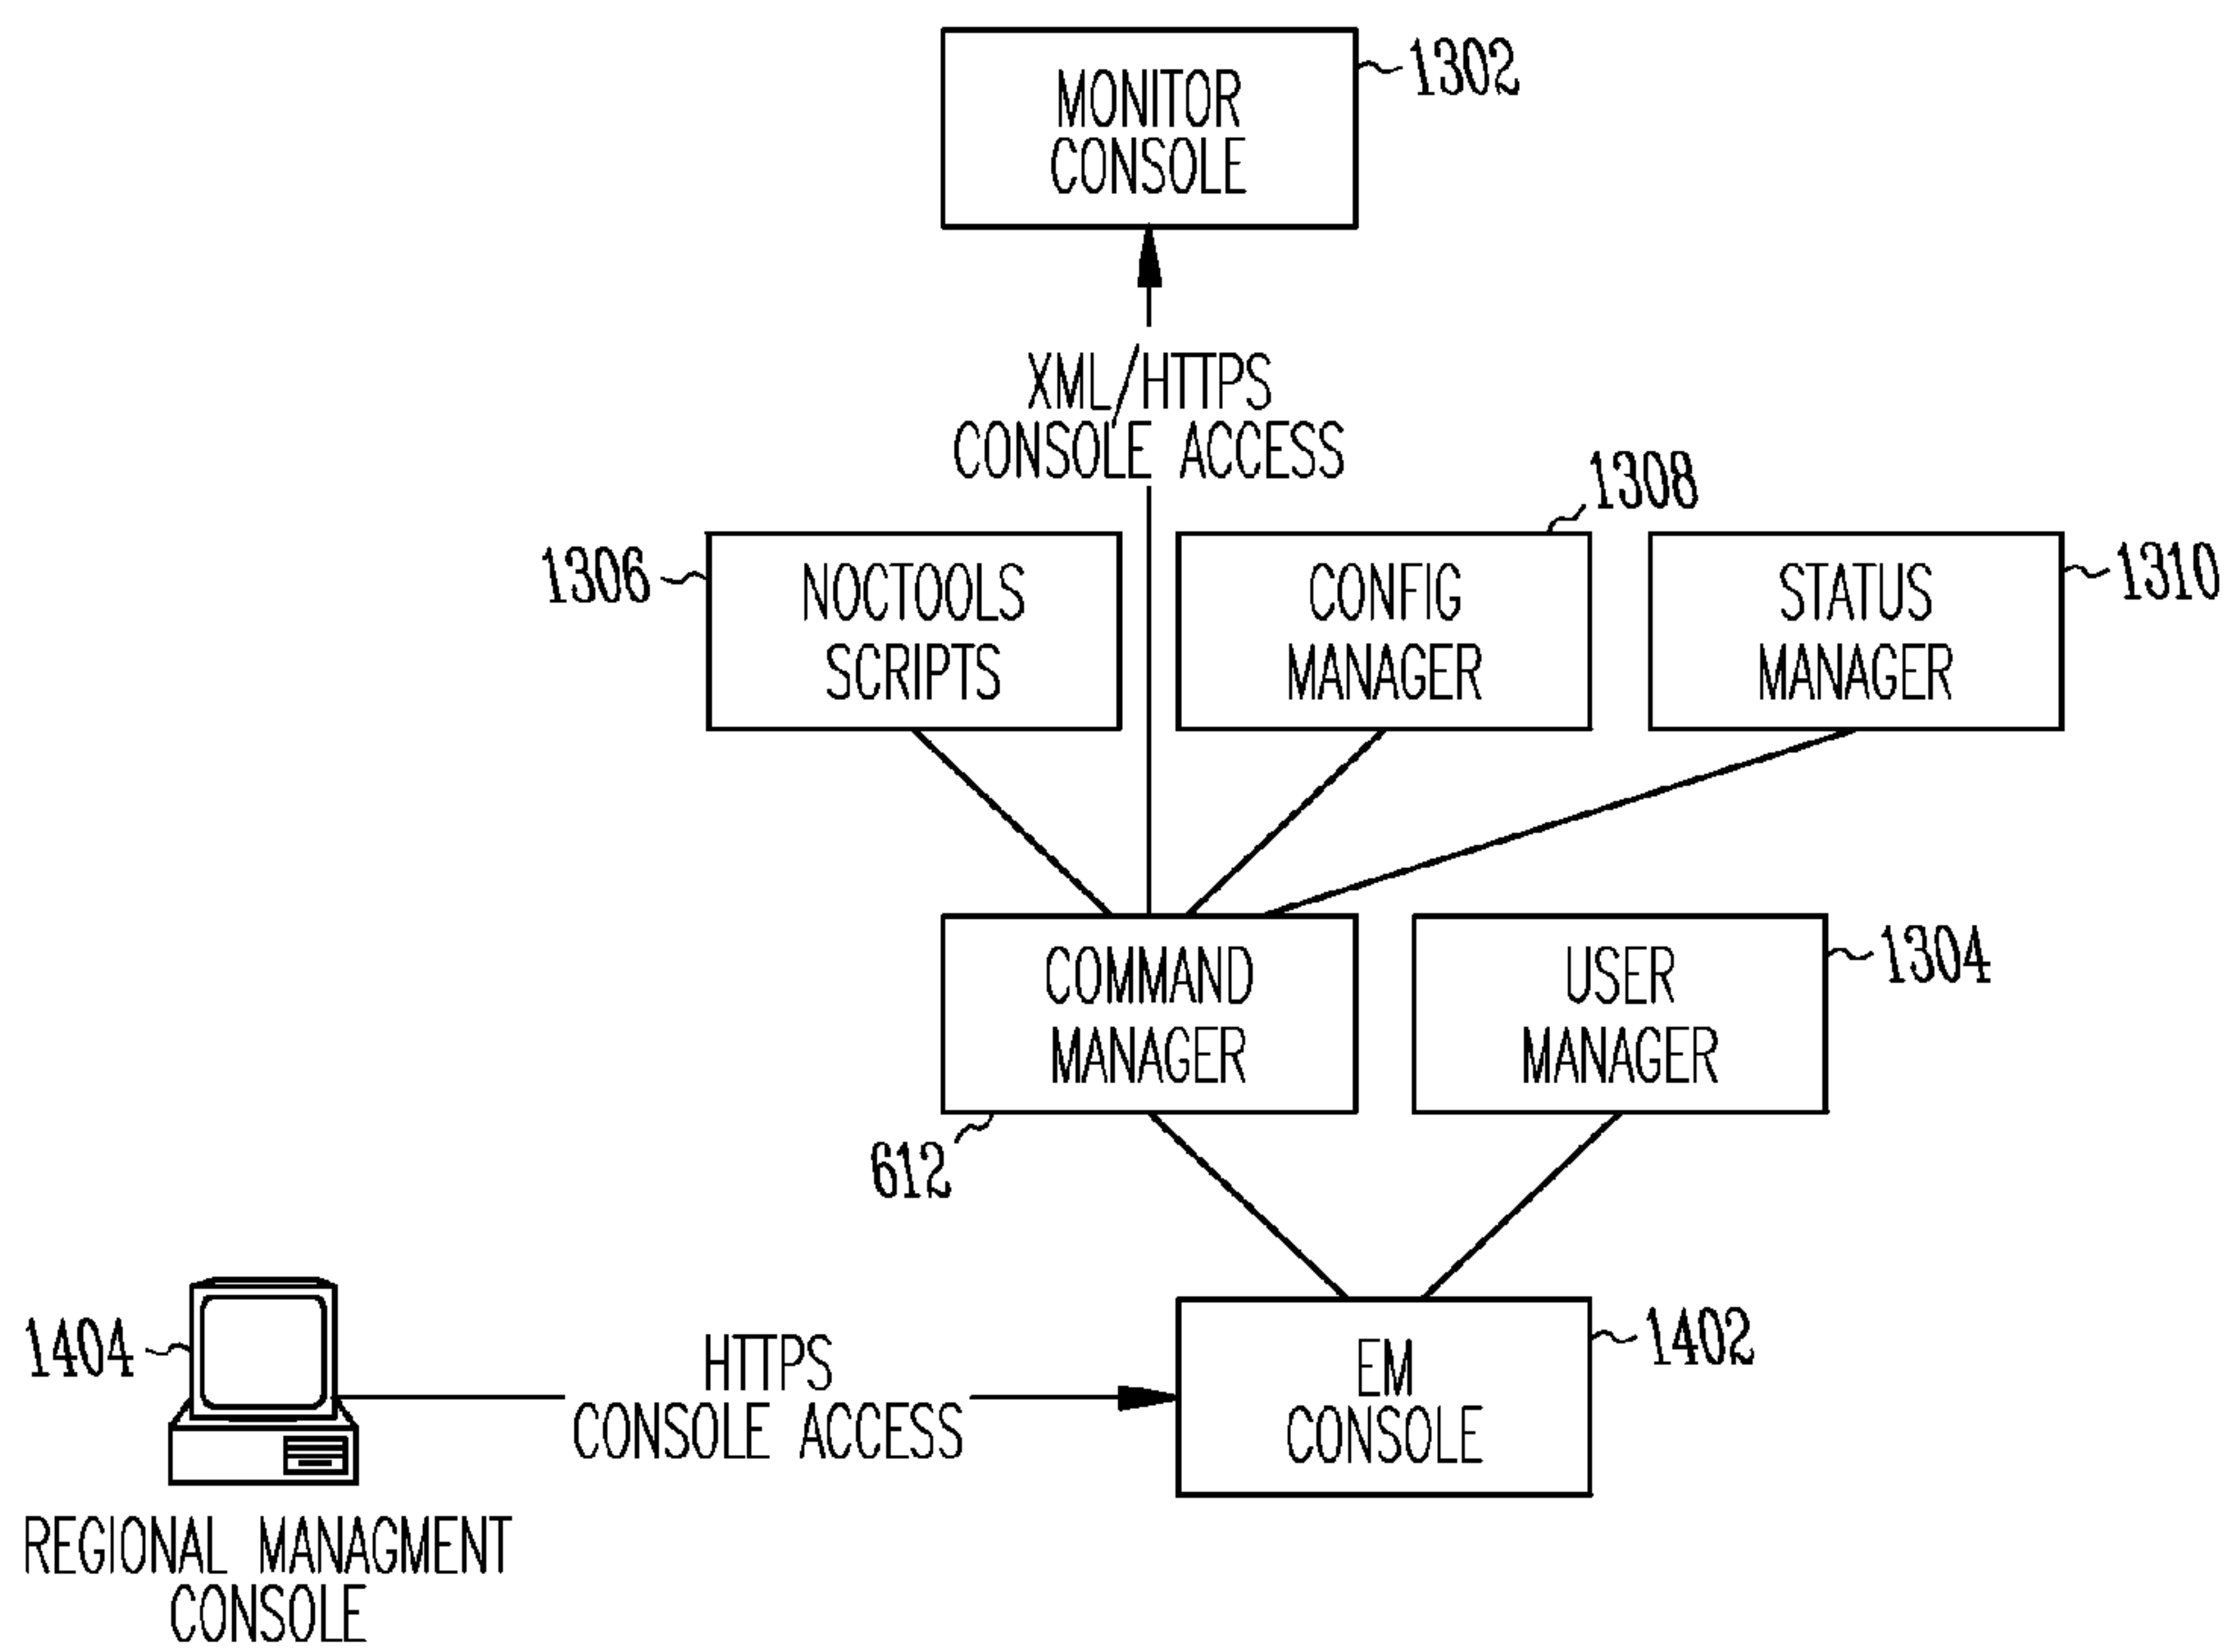 MONITOR
CONSOLE
1302
XML/HTTPS
CONSOLE ACCESS
1306
NOCTOOLS
SCRIPTS
1308
CONFIG
MANAGER
STATUS
MANAGER
1310
COMMAND
MANAGER
612
USER
MANAGER
1304
1404
REGIONAL MANAGMENT
CONSOLE
HTTPS
CONSOLE ACCESS
EM
CONSOLE
1402